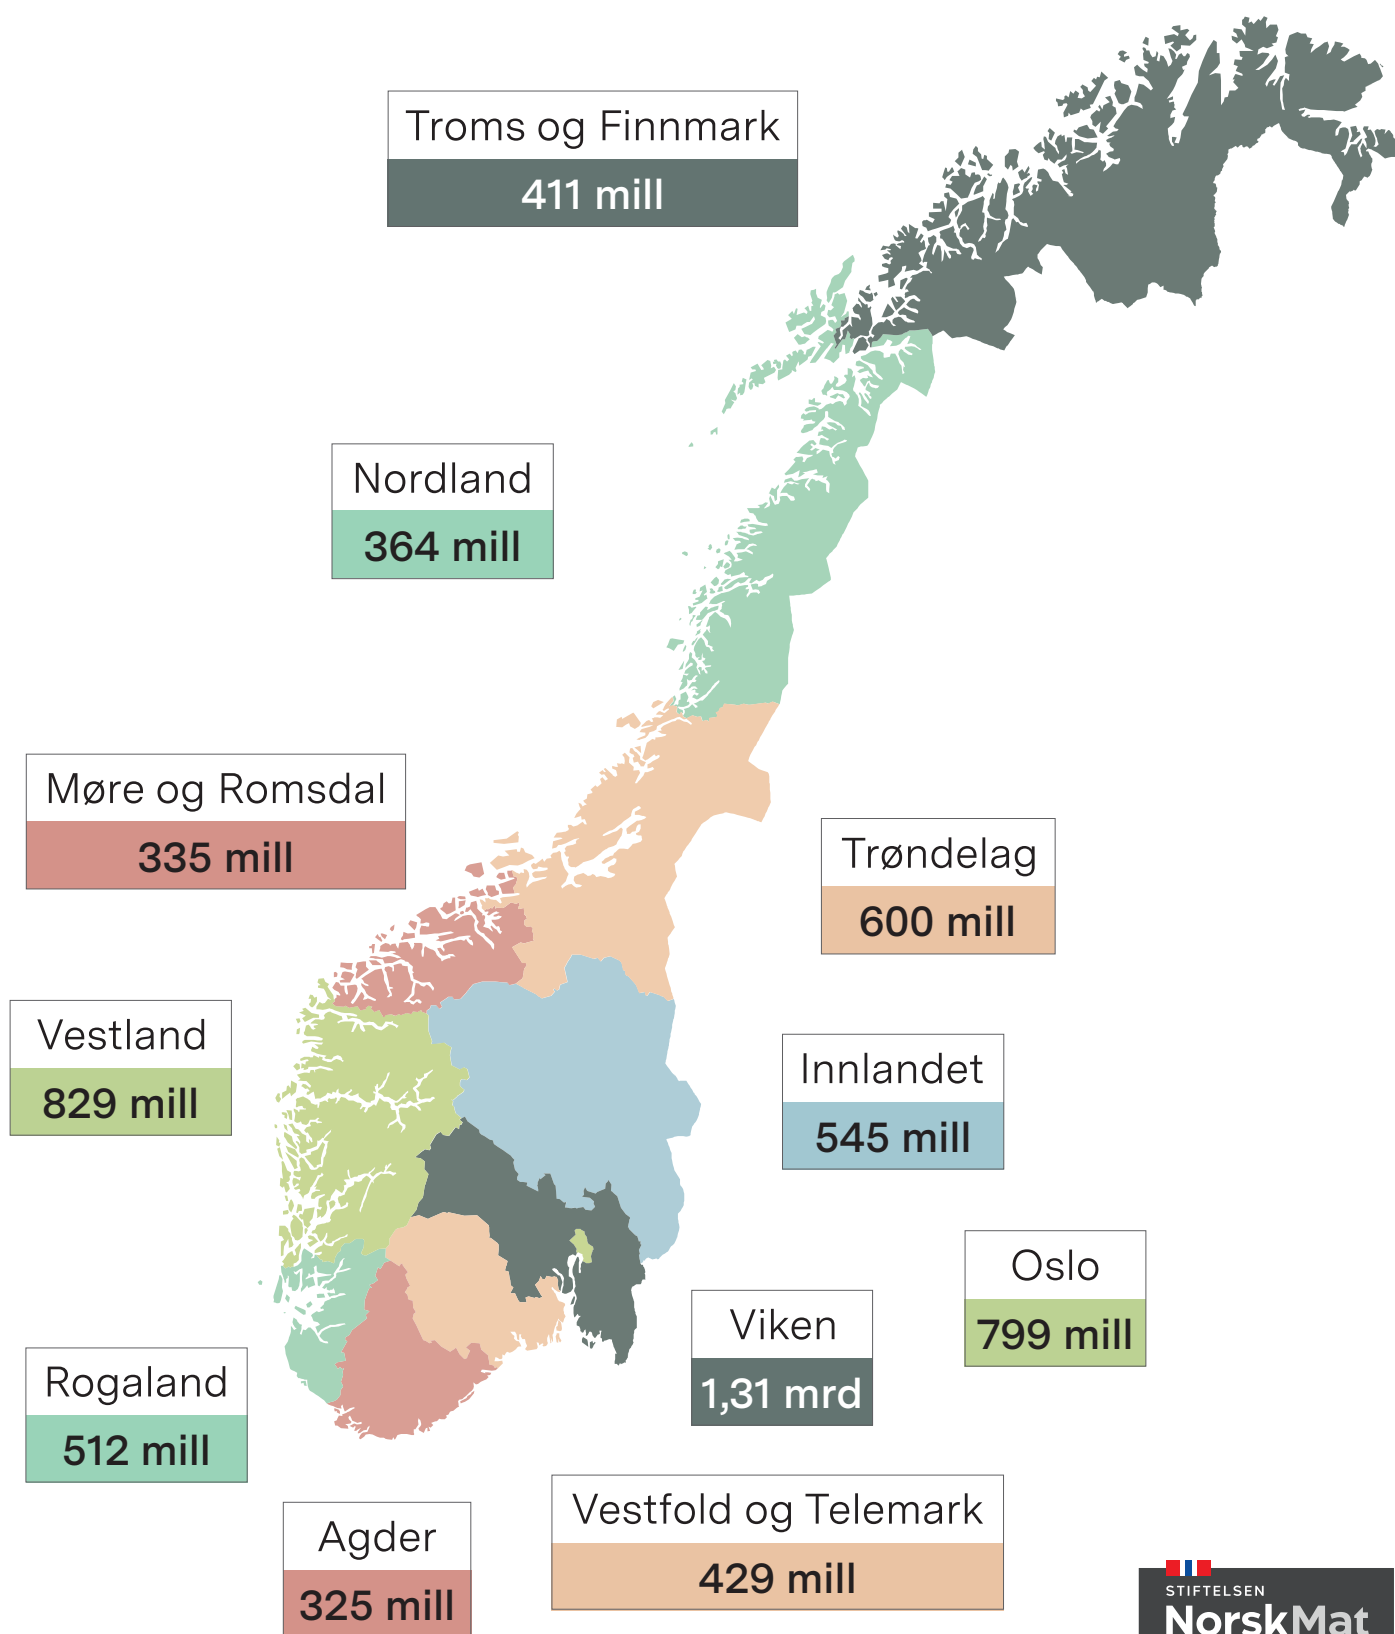 Troms og Finnmark
411 mill
Nordland
364 mill
Møre og Romsdal
335 mill
Trøndelag
600 mill
Vestland
829 mill
Innlandet
545 mill
Oslo
799 mill
Viken
1,31 mrd
Rogaland
512 mill
Vestfold og Telemark
429 mill
Agder
325 mill
STIFTELSEN
NorskMat